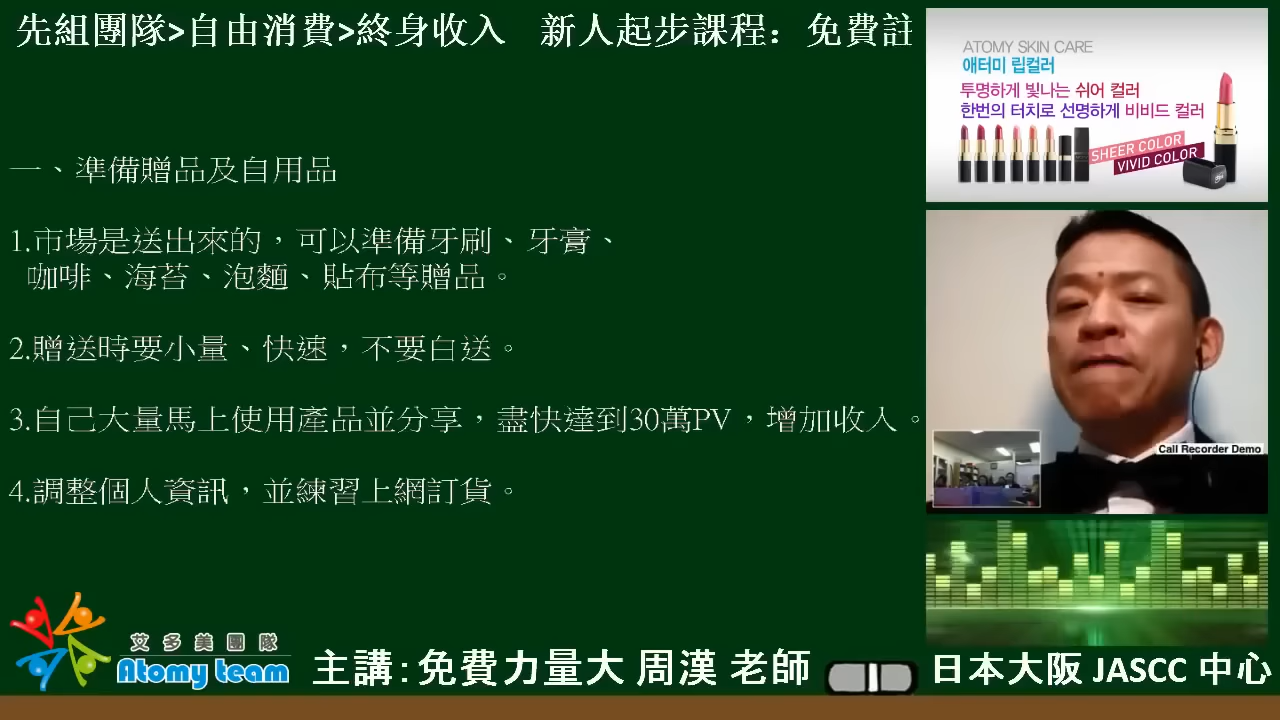 先組團隊>自由消費>終身收入 新人起步課程：免費註
ATOMY SKIN CARE
애터미 립컬러
투명하게 빛나는 쉬어 컬러
한번의 터치로 선명하게 비비드 컬러
SHEER COLOR
VIVID COLOR
一、準備贈品及自用品
1.市場是送出來的，可以準備牙刷、牙膏、
咖啡、海苔、泡麵、貼布等贈品。
2.贈送時要小量、快速，不要白送。
3.自己大量馬上使用產品並分享，盡快達到30萬PV，增加收入。
4.調整個人資訊，並練習上網訂貨。
Call Recorder Demo
艾多美團隊
Atomy team
主講：免費力量大 周漢 老師
日本大阪 JASCC 中心